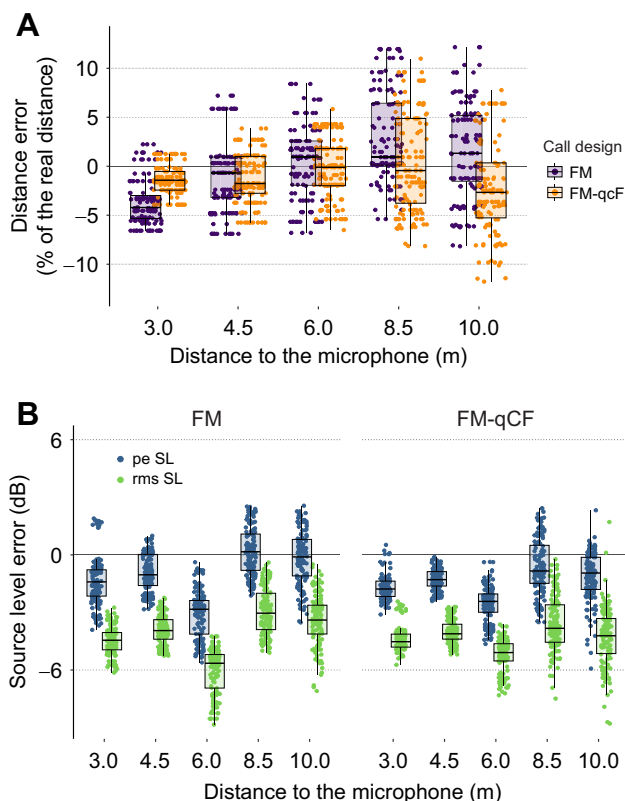 A
Distance error
(% of the real distance)
10
5
0
−5
−10
3.0 4.5 6.0 8.5 10.0
Distance to the microphone (m)
Call design
FM
FM-qcF
B
FM FM-qCF
Source level error (dB)
6
0
−6
pe SL
rms SL
3.0 4.5 6.0 8.5 10.0 3.0 4.5 6.0 8.5 10.0
Distance to the microphone (m)